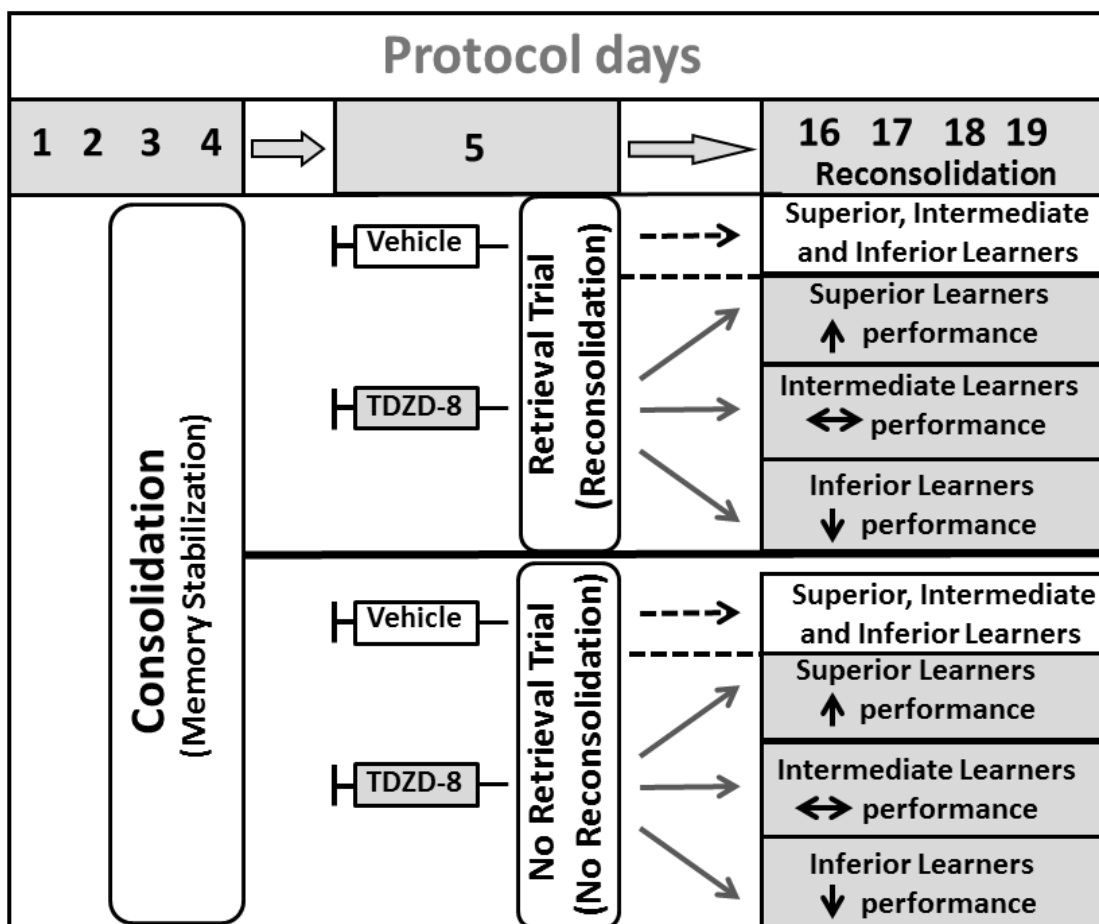 Protocol days
1 2 3 4
5
16 17 18 19
Reconsolidation
Consolidation
(Memory Stabilization)
Vehicle
TDZD-8
Retrieval Trial
(Reconsolidation)
Superior, Intermediate
and Inferior Learners
Superior Learners
↑ performance
Intermediate Learners
↔ performance
Inferior Learners
↓ performance
Vehicle
TDZD-8
No Retrieval Trial
(No Reconsolidation)
Superior, Intermediate
and Inferior Learners
Superior Learners
↑ performance
Intermediate Learners
↔ performance
Inferior Learners
↓ performance